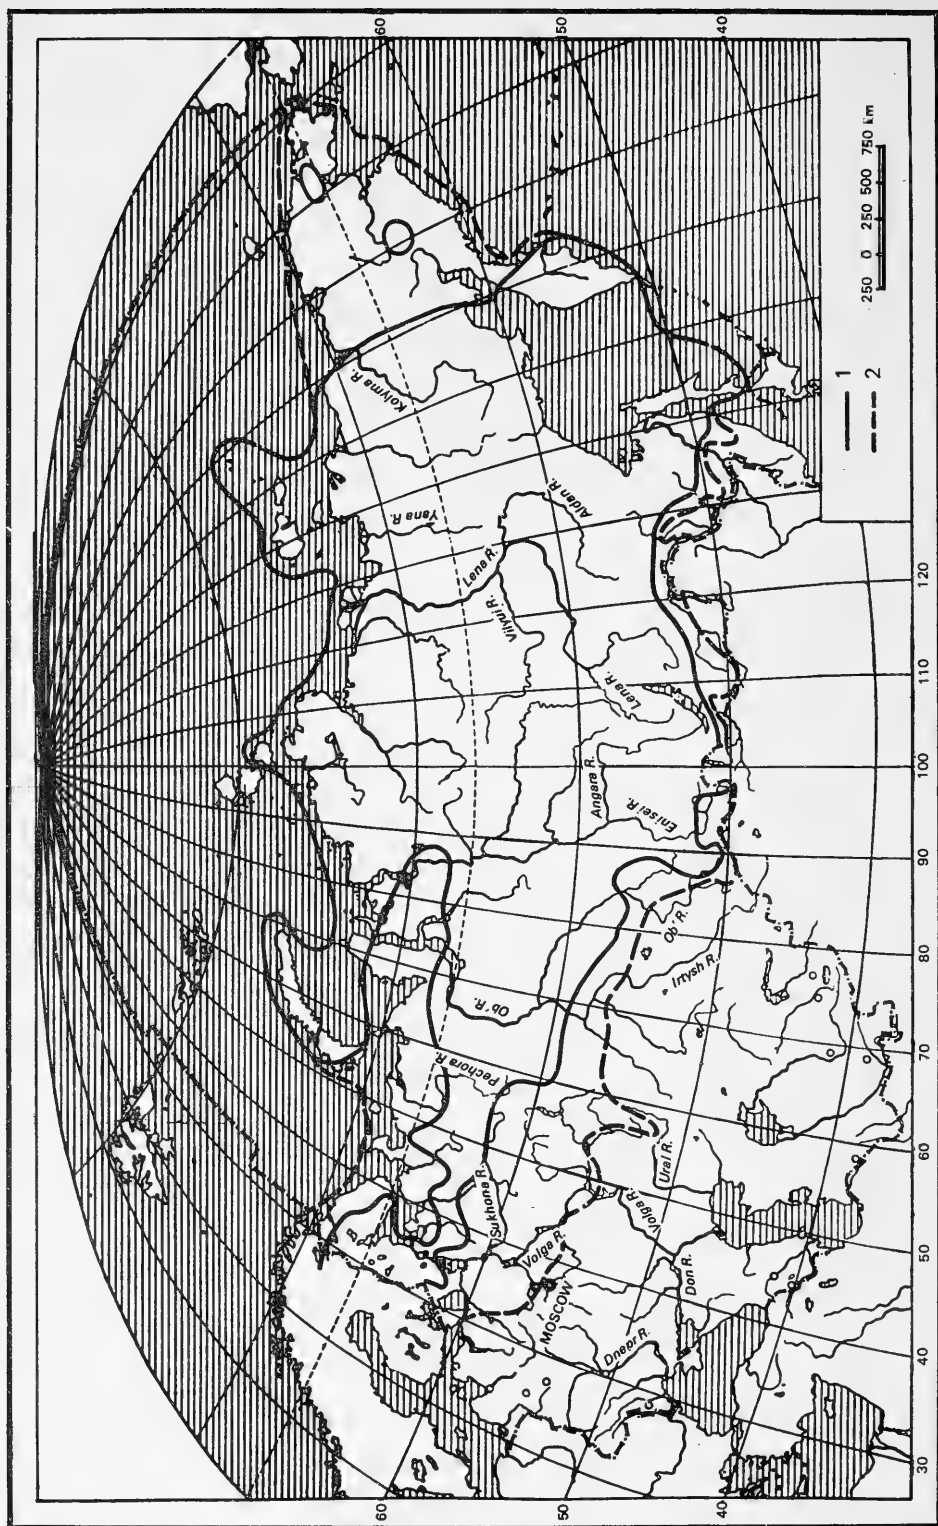 60
50
40
60
50
40
30
40
50
60
70
80
90
100
110
120
Kolyma R.
Yana R.
Lena R.
Aldan R.
Vilyui R.
Lena R.
Angara R.
Enisei R.
Ob' R.
Ob' R.
Irtysh R.
Pechora R.
Sukhona R.
Ural R.
Volga R.
Volga R.
MOSCOW
Don R.
Dnepr R.
250 0 250 500 750 km
1
2